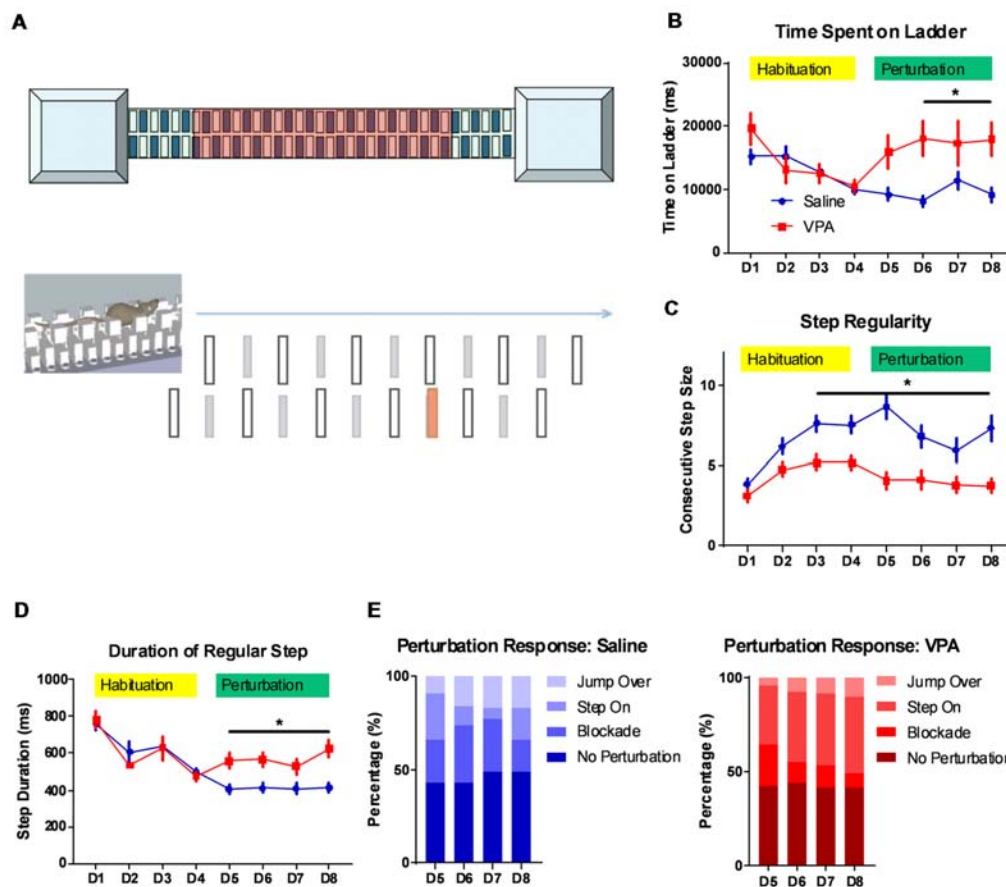 A
B
Time Spent on Ladder
Habituation
Perturbation
*
30000
20000
10000
0
Time on Ladder (ms)
Saline
VPA
D1 D2 D3 D4 D5 D6 D7 D8
C
Step Regularity
Habituation
Perturbation
*
10
5
0
Consecutive Step Size
D1 D2 D3 D4 D5 D6 D7 D8
D
Duration of Regular Step
Habituation
Perturbation
*
800
600
400
200
0
Step Duration (ms)
D1 D2 D3 D4 D5 D6 D7 D8
E
Perturbation Response: Saline
100
50
0
Percentage (%)
Jump Over
Step On
Blockade
No Perturbation
D5 D6 D7 D8
Perturbation Response: VPA
100
50
0
Percentage (%)
Jump Over
Step On
Blockade
No Perturbation
D5 D6 D7 D8